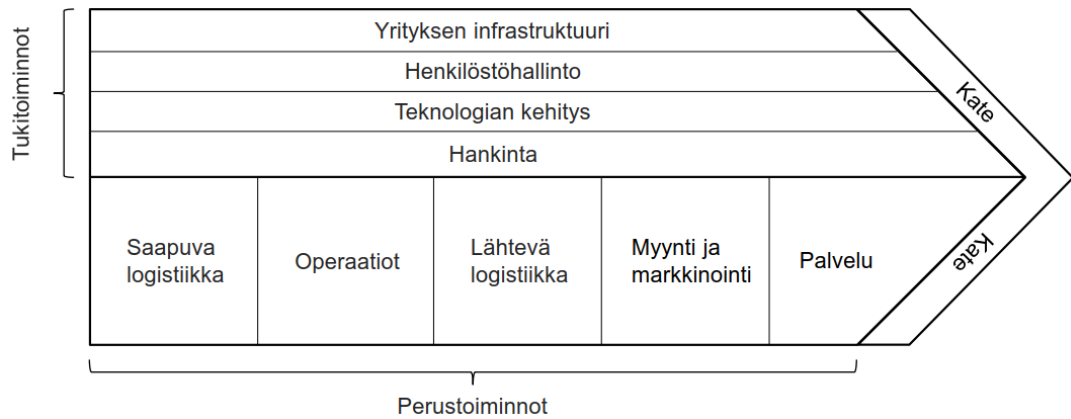 Tukitoiminnot
Yrityksen infrastruktuuri
Henkilöstöhallinto
Teknologian kehitys
Hankinta
Kate
Saapuva
logistiikka
Operaatiot
Lähtevä
logistiikka
Myynti ja
markkinointi
Palvelu
Kate
Perustoiminnot